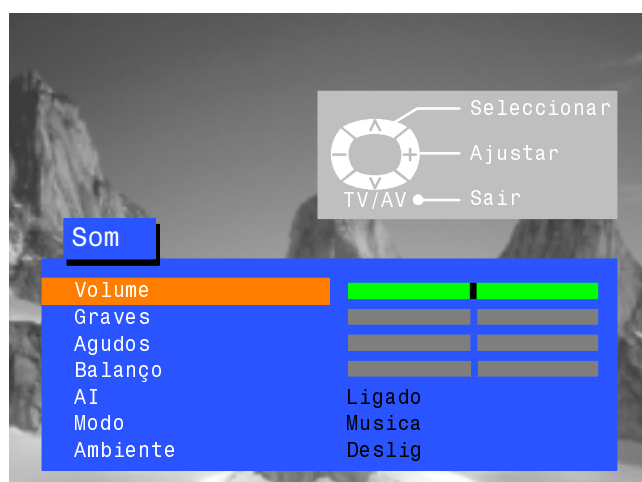 Seleccionar
Ajustar
TV/AV Sair
Som
Volume
Graves
Agudos
Balanço
AI Ligado
Modo Musica
Ambiente Deslig